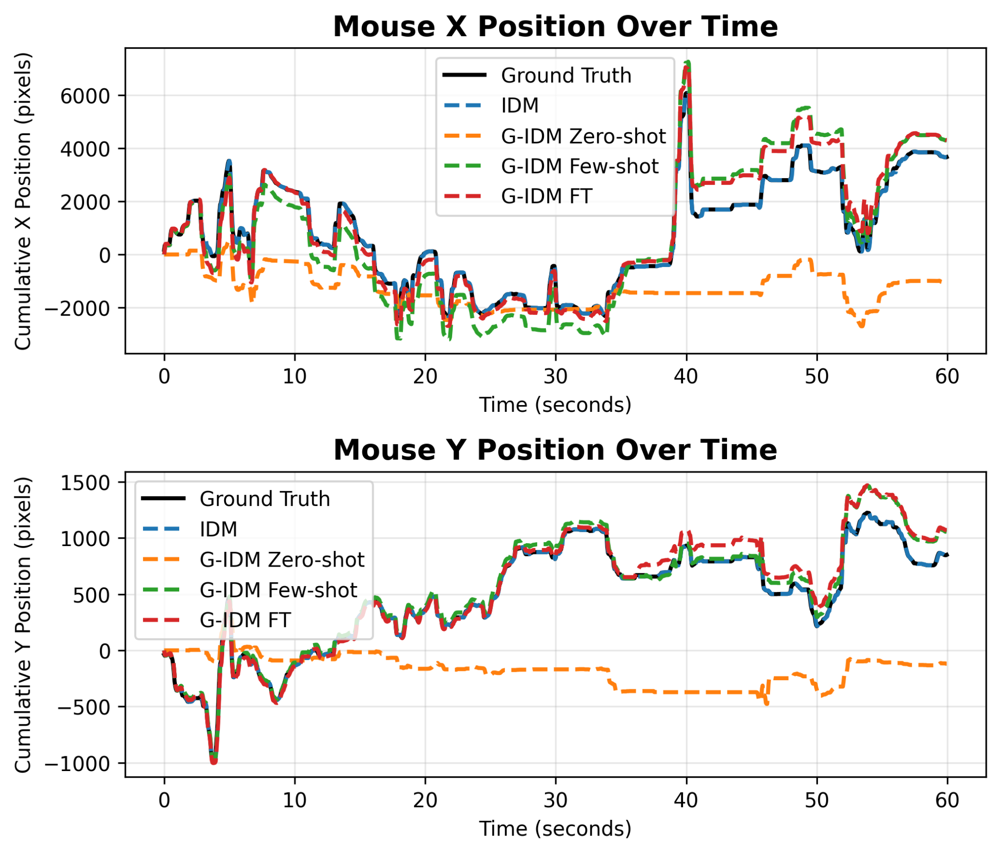 Mouse X Position Over Time
Cumulative X Position (pixels)
6000
4000
2000
0
−2000
Ground Truth
IDM
G-IDM Zero-shot
G-IDM Few-shot
G-IDM FT
0 10 20 30 40 50 60
Time (seconds)
Mouse Y Position Over Time
Cumulative Y Position (pixels)
1500
1000
500
0
−500
−1000
Ground Truth
IDM
G-IDM Zero-shot
G-IDM Few-shot
G-IDM FT
0 10 20 30 40 50 60
Time (seconds)